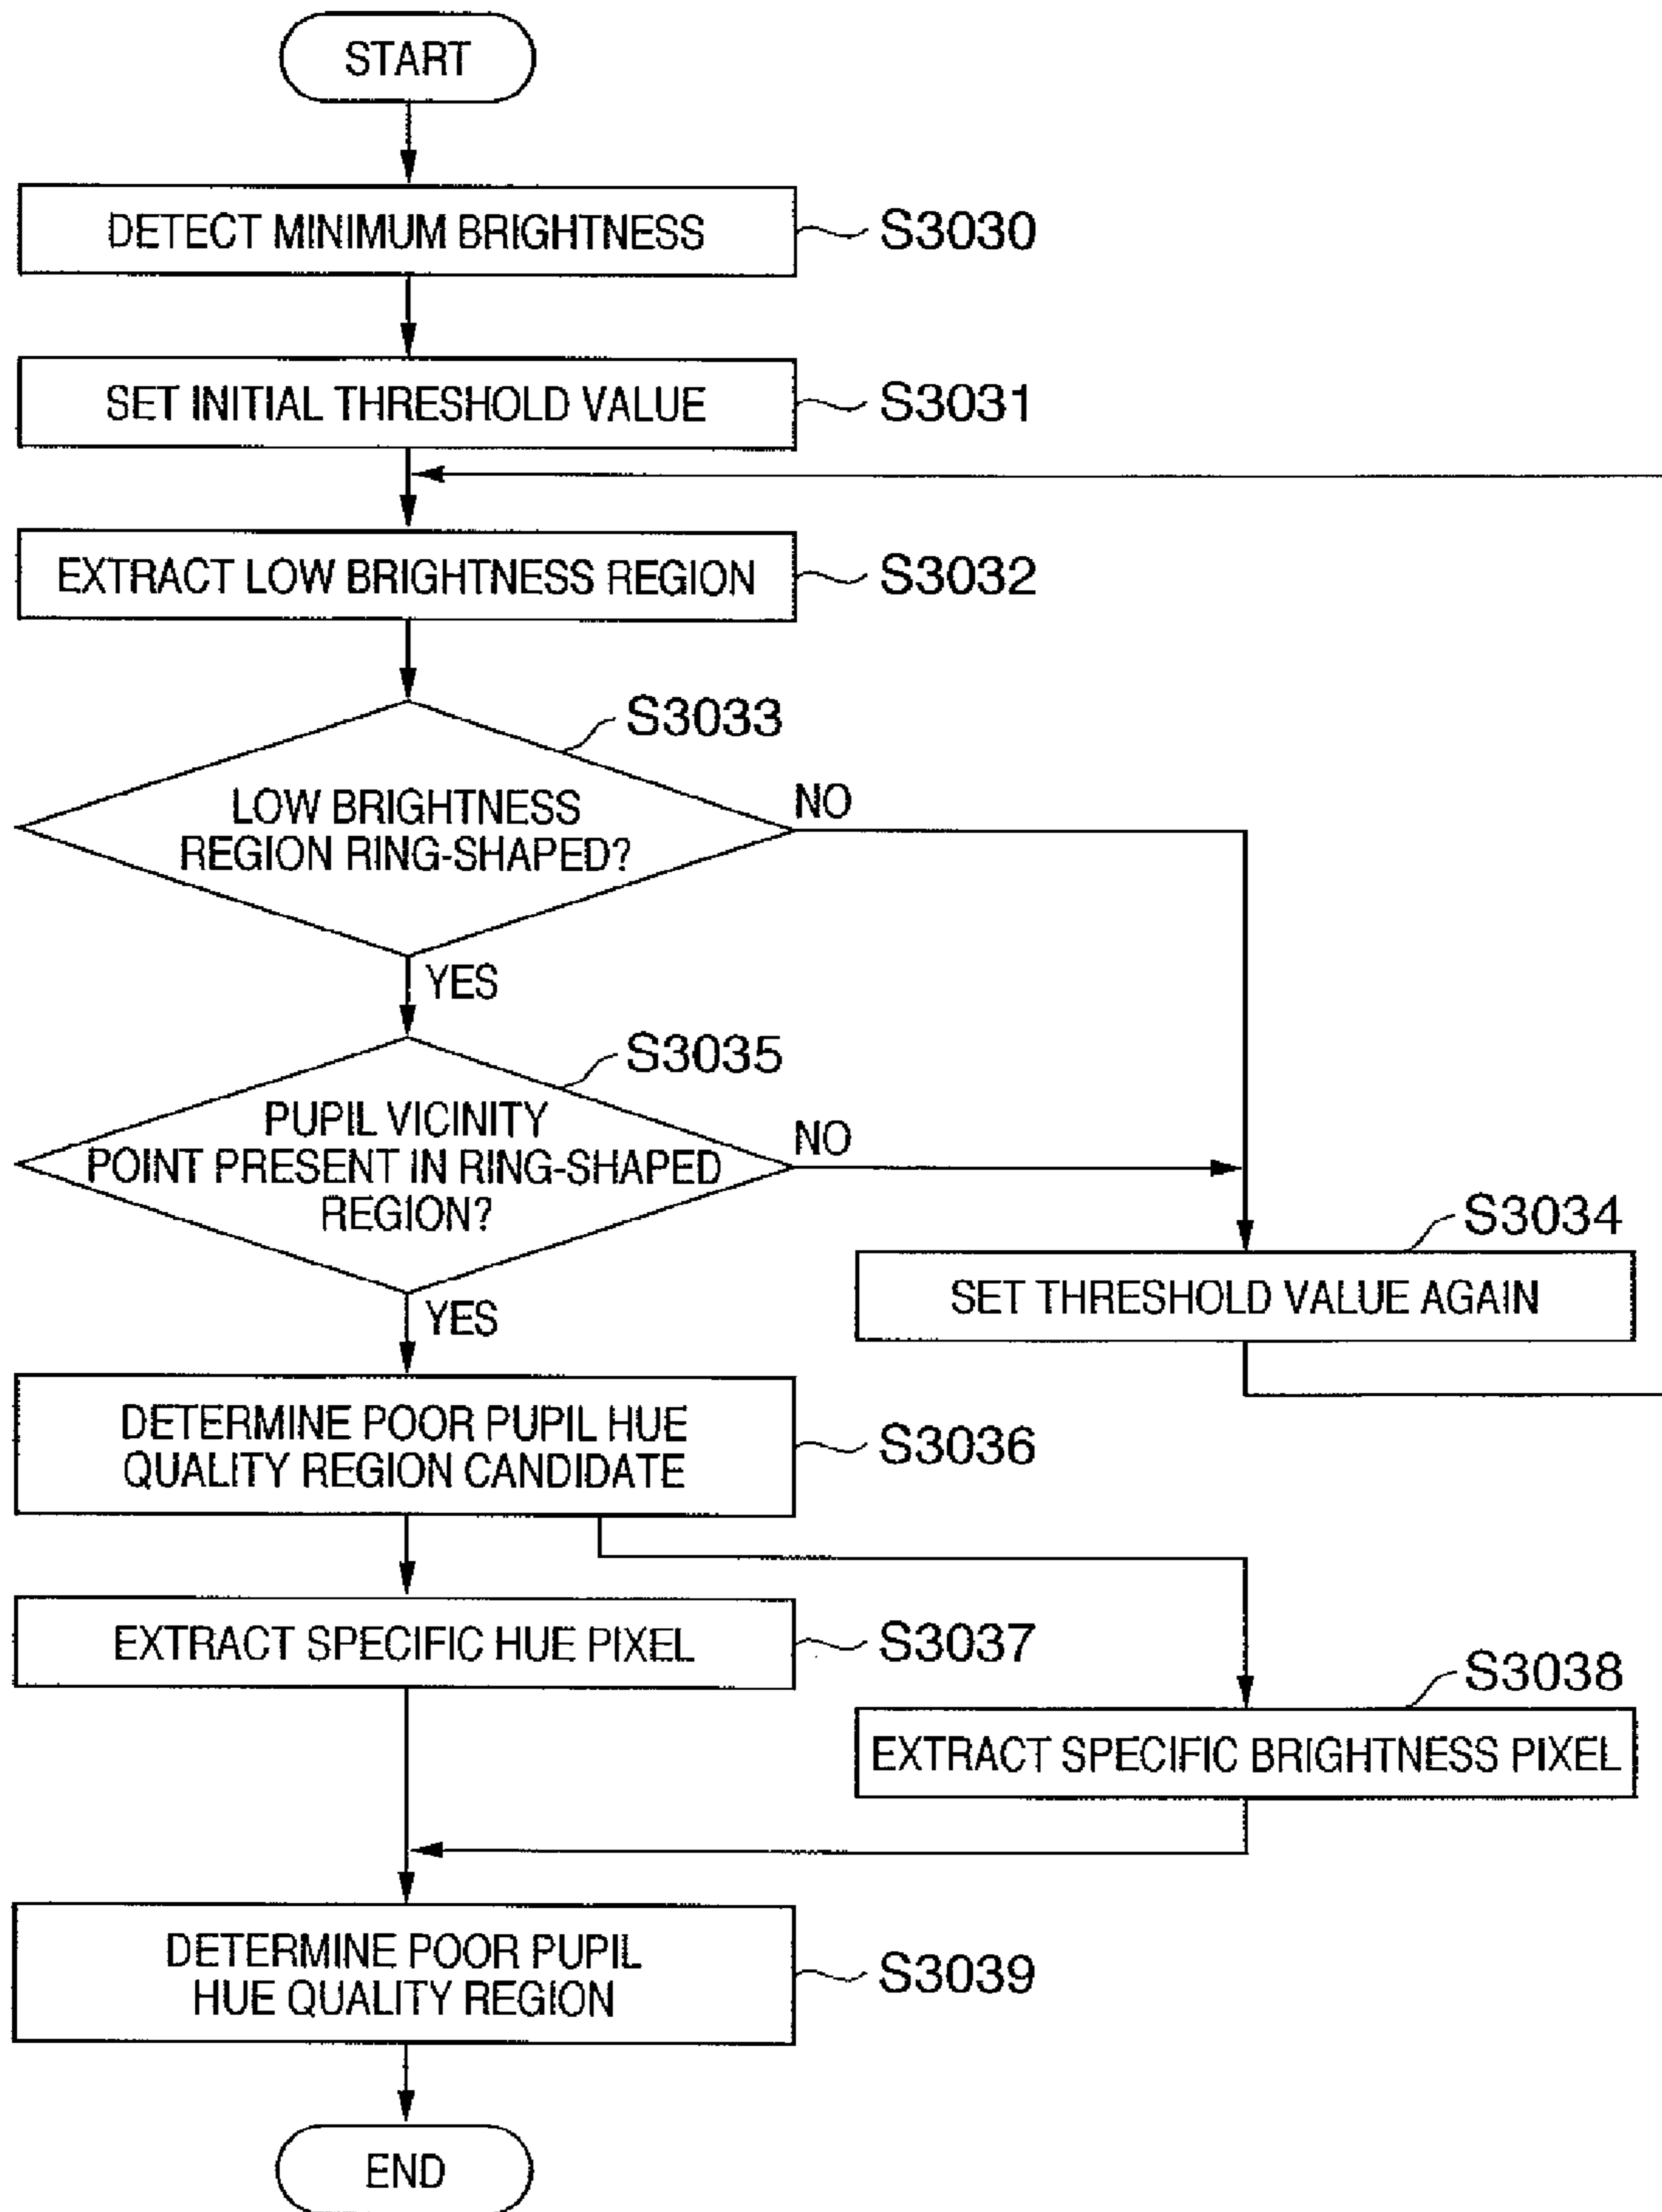 START
DETECT MINIMUM BRIGHTNESS
S3030
SET INITIAL THRESHOLD VALUE
S3031
EXTRACT LOW BRIGHTNESS REGION
S3032
S3033
LOW BRIGHTNESS
REGION RING-SHAPED?
NO
YES
S3035
PUPIL VICINITY
POINT PRESENT IN RING-SHAPED
REGION?
NO
YES
S3034
SET THRESHOLD VALUE AGAIN
DETERMINE POOR PUPIL HUE
QUALITY REGION CANDIDATE
S3036
EXTRACT SPECIFIC HUE PIXEL
S3037
S3038
EXTRACT SPECIFIC BRIGHTNESS PIXEL
DETERMINE POOR PUPIL
HUE QUALITY REGION
S3039
END